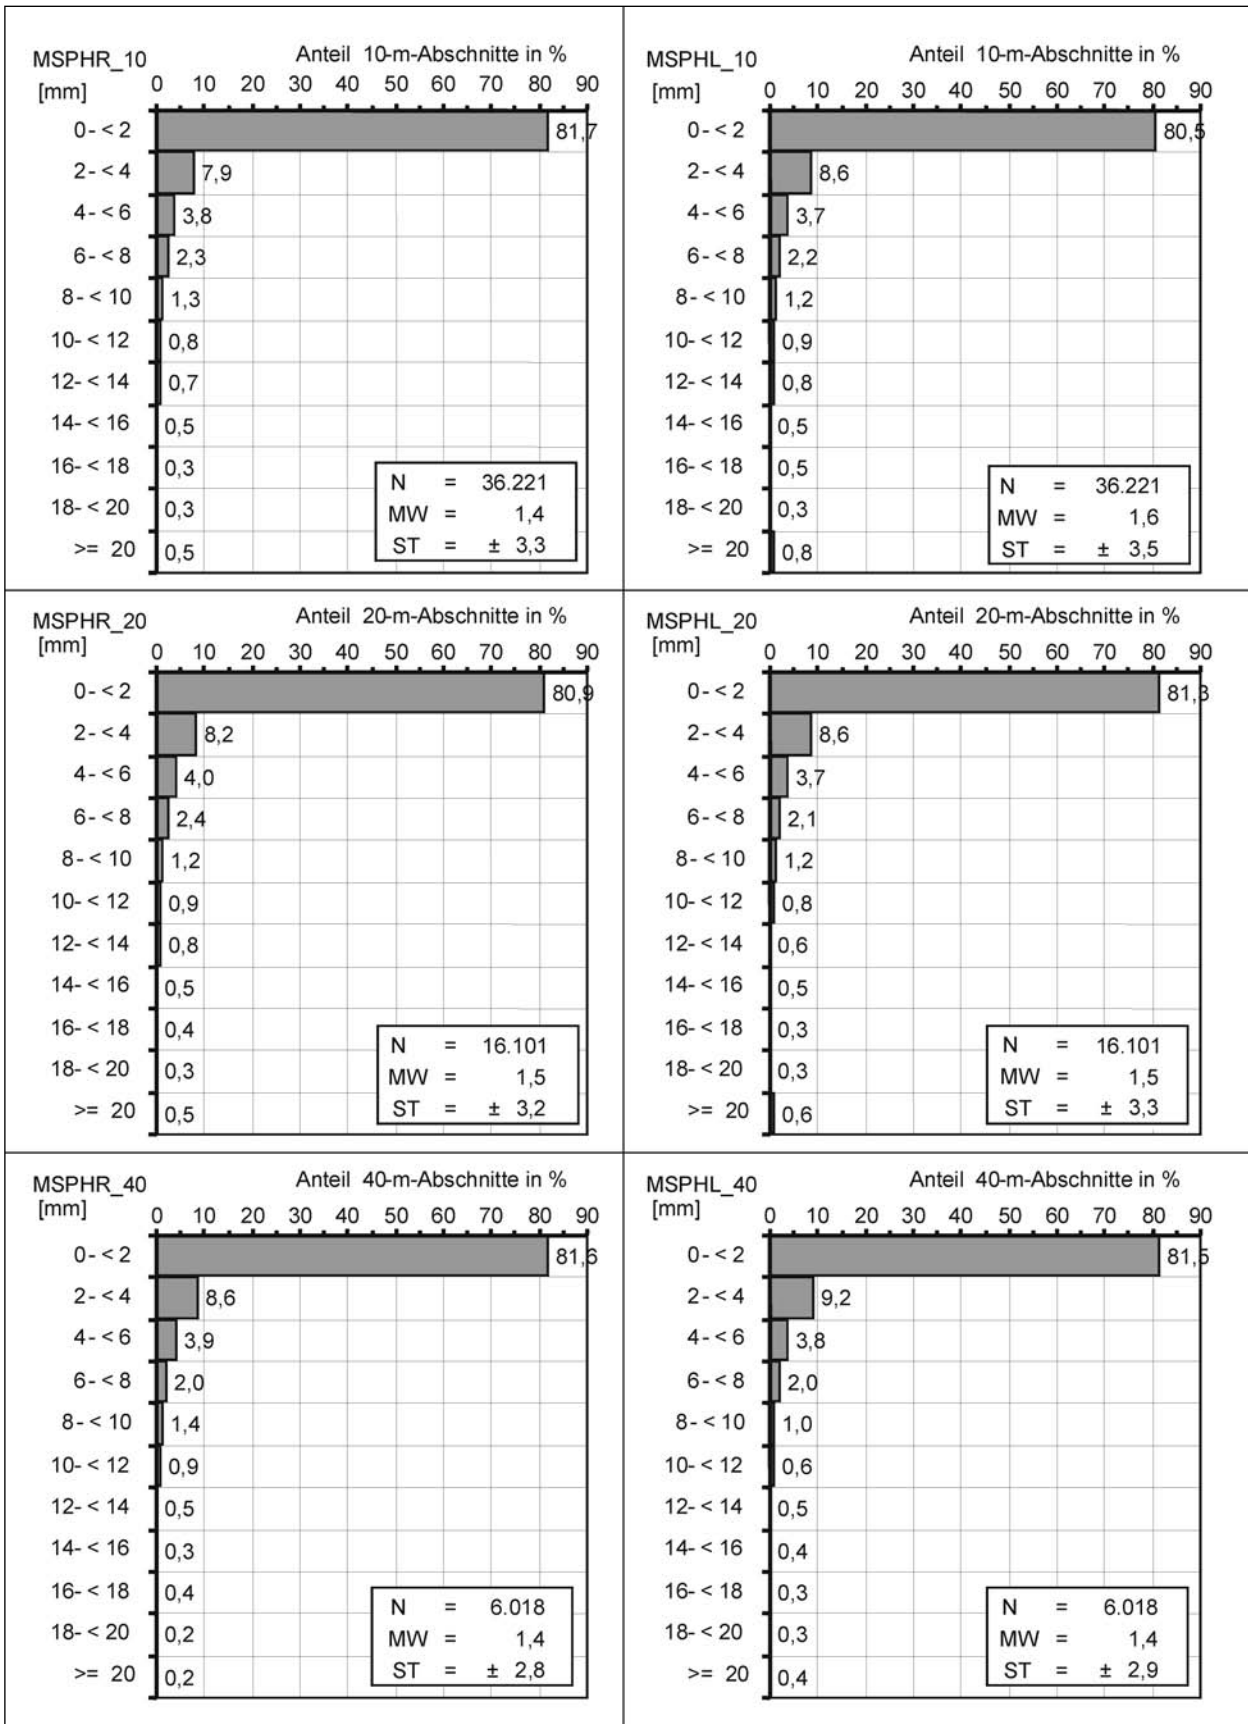 MSPHR_10 Anteil 10-m-Abschnitte in %
[mm] 0 10 20 30 40 50 60 70 80 90
0- < 2 81,7
2- < 4 7,9
4- < 6 3,8
6- < 8 2,3
8- < 10 1,3
10- < 12 0,8
12- < 14 0,7
14- < 16 0,5
16- < 18 0,3
18- < 20 0,3
>= 20 0,5
N = 36.221
MW = 1,4
ST = ± 3,3
MSPHL_10 Anteil 10-m-Abschnitte in %
[mm] 0 10 20 30 40 50 60 70 80 90
0- < 2 80,5
2- < 4 8,6
4- < 6 3,7
6- < 8 2,2
8- < 10 1,2
10- < 12 0,9
12- < 14 0,8
14- < 16 0,5
16- < 18 0,5
18- < 20 0,3
>= 20 0,8
N = 36.221
MW = 1,6
ST = ± 3,5
MSPHR_20 Anteil 20-m-Abschnitte in %
[mm] 0 10 20 30 40 50 60 70 80 90
0- < 2 80,9
2- < 4 8,2
4- < 6 4,0
6- < 8 2,4
8- < 10 1,2
10- < 12 0,9
12- < 14 0,8
14- < 16 0,5
16- < 18 0,4
18- < 20 0,3
>= 20 0,5
N = 16.101
MW = 1,5
ST = ± 3,2
MSPHL_20 Anteil 20-m-Abschnitte in %
[mm] 0 10 20 30 40 50 60 70 80 90
0- < 2 81,3
2- < 4 8,6
4- < 6 3,7
6- < 8 2,1
8- < 10 1,2
10- < 12 0,8
12- < 14 0,6
14- < 16 0,5
16- < 18 0,3
18- < 20 0,3
>= 20 0,6
N = 16.101
MW = 1,5
ST = ± 3,3
MSPHR_40 Anteil 40-m-Abschnitte in %
[mm] 0 10 20 30 40 50 60 70 80 90
0- < 2 81,6
2- < 4 8,6
4- < 6 3,9
6- < 8 2,0
8- < 10 1,4
10- < 12 0,9
12- < 14 0,5
14- < 16 0,3
16- < 18 0,4
18- < 20 0,2
>= 20 0,2
N = 6.018
MW = 1,4
ST = ± 2,8
MSPHL_40 Anteil 40-m-Abschnitte in %
[mm] 0 10 20 30 40 50 60 70 80 90
0- < 2 81,5
2- < 4 9,2
4- < 6 3,8
6- < 8 2,0
8- < 10 1,0
10- < 12 0,6
12- < 14 0,5
14- < 16 0,4
16- < 18 0,3
18- < 20 0,3
>= 20 0,4
N = 6.018
MW = 1,4
ST = ± 2,9